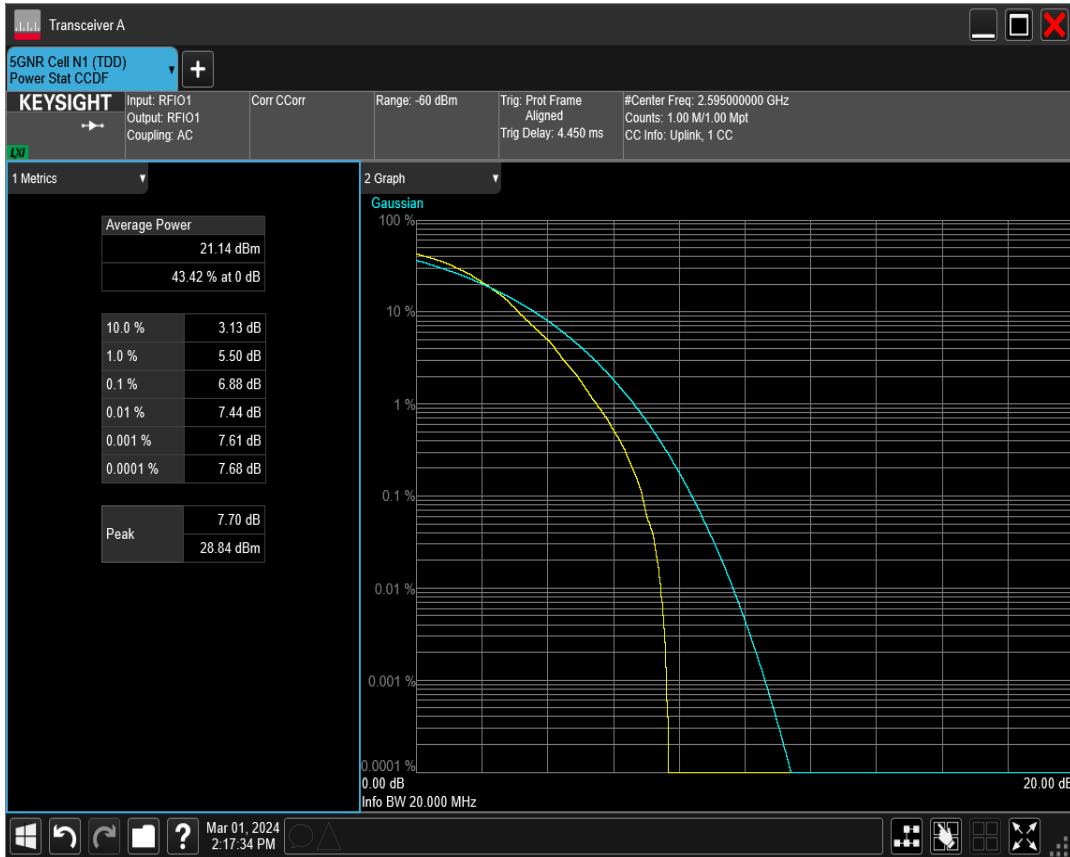 Transceiver A
5GNR Cell N1 (TDD)
Power Stat CCDF
+
KEYSIGHT
LXI
Input: RFIO1
Output: RFIO1
Coupling: AC
Corr CCorr
Range: -60 dBm
Trig: Prot Frame
Aligned
Trig Delay: 4.450 ms
#Center Freq: 2.595000000 GHz
Counts: 1.00 M/1.00 Mpt
CC Info: Uplink, 1 CC
1 Metrics
Average Power
21.14 dBm
43.42 % at 0 dB
10.0 % 3.13 dB
1.0 % 5.50 dB
0.1 % 6.88 dB
0.01 % 7.44 dB
0.001 % 7.61 dB
0.0001 % 7.68 dB
Peak
7.70 dB
28.84 dBm
2 Graph
Gaussian
100 %
10 %
1 %
0.1 %
0.01 %
0.001 %
0.0001 %
0.00 dB 20.00 dB
Info BW 20.000 MHz
?
Mar 01, 2024
2:17:34 PM